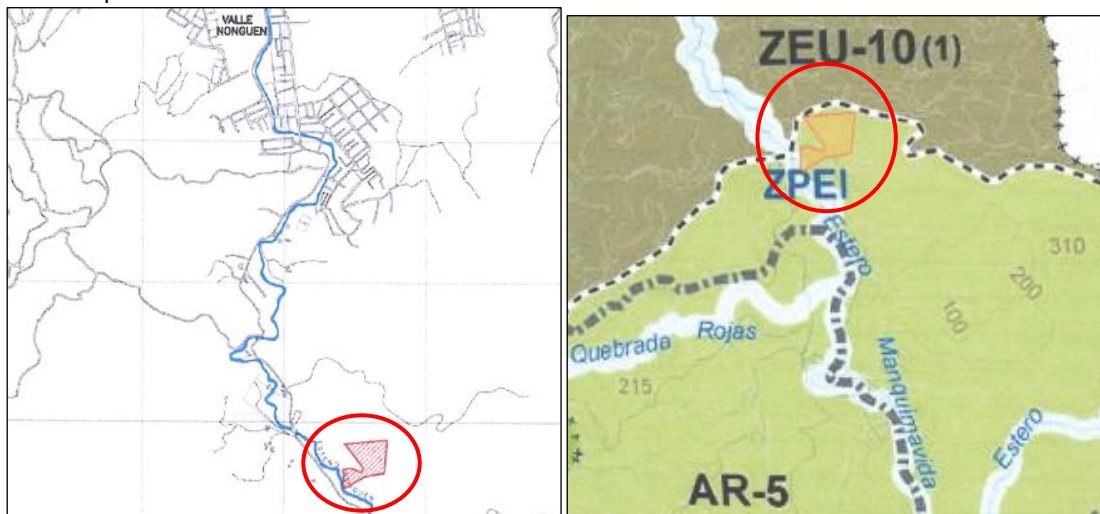 VALLE
NONGUEN
ZEU-10 (1)
ZPEI
Estero
310
200
100
Quebrada Rojas
215
Manquimavida
Estero
AR-5